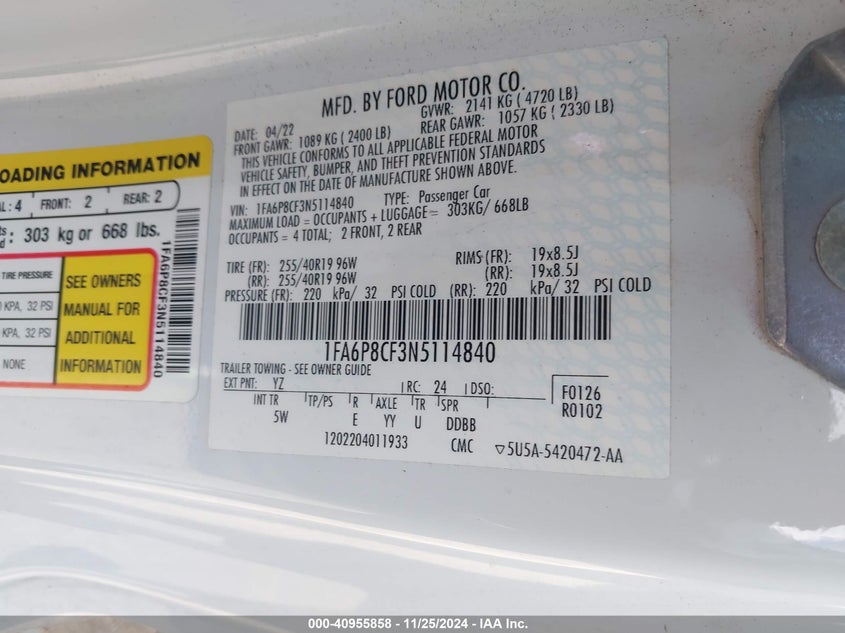 OADING INFORMATION
AL: 4 FRONT: 2 REAR: 2
303 kg or 668 lbs.
TIRE PRESSURE
KPA, 32 PSI
KPA, 32 PSI
NONE
SEE OWNERS
MANUAL FOR
ADDITIONAL
INFORMATION
1FA6P8CF3N5114840
MFD. BY FORD MOTOR CO.
DATE: 04/22 GVWR: 2141 KG ( 4720 LB)
FRONT GAWR: 1089 KG ( 2400 LB) REAR GAWR: 1057 KG ( 2330 LB)
THIS VEHICLE CONFORMS TO ALL APPLICABLE FEDERAL MOTOR
VEHICLE SAFETY, BUMPER, AND THEFT PREVENTION STANDARDS
IN EFFECT ON THE DATE OF MANUFACTURE SHOWN ABOVE.
VIN: 1FA6P8CF3N5114840 TYPE: Passenger Car
MAXIMUM LOAD = OCCUPANTS + LUGGAGE = 303KG/ 668LB
OCCUPANTS = 4 TOTAL; 2 FRONT, 2 REAR
TIRE (FR): 255/40R19 96W RIMS (FR): 19x8.5J
(RR): 255/40R19 96W (RR): 19x8.5J
PRESSURE (FR): 220 kPa/ 32 PSI COLD (RR): 220 kPa/ 32 PSI COLD
1FA6P8CF3N5114840
TRAILER TOWING - SEE OWNER GUIDE
EXT PNT: YZ RC: 24 DSO: F0126
INT TR TP/PS R AXLE TR SPR R0102
5W E YY U DDBB
1202204011933 CMC ▽5U5A-5420472-AA
000-40955858 - 11/25/2024 - IAA Inc.